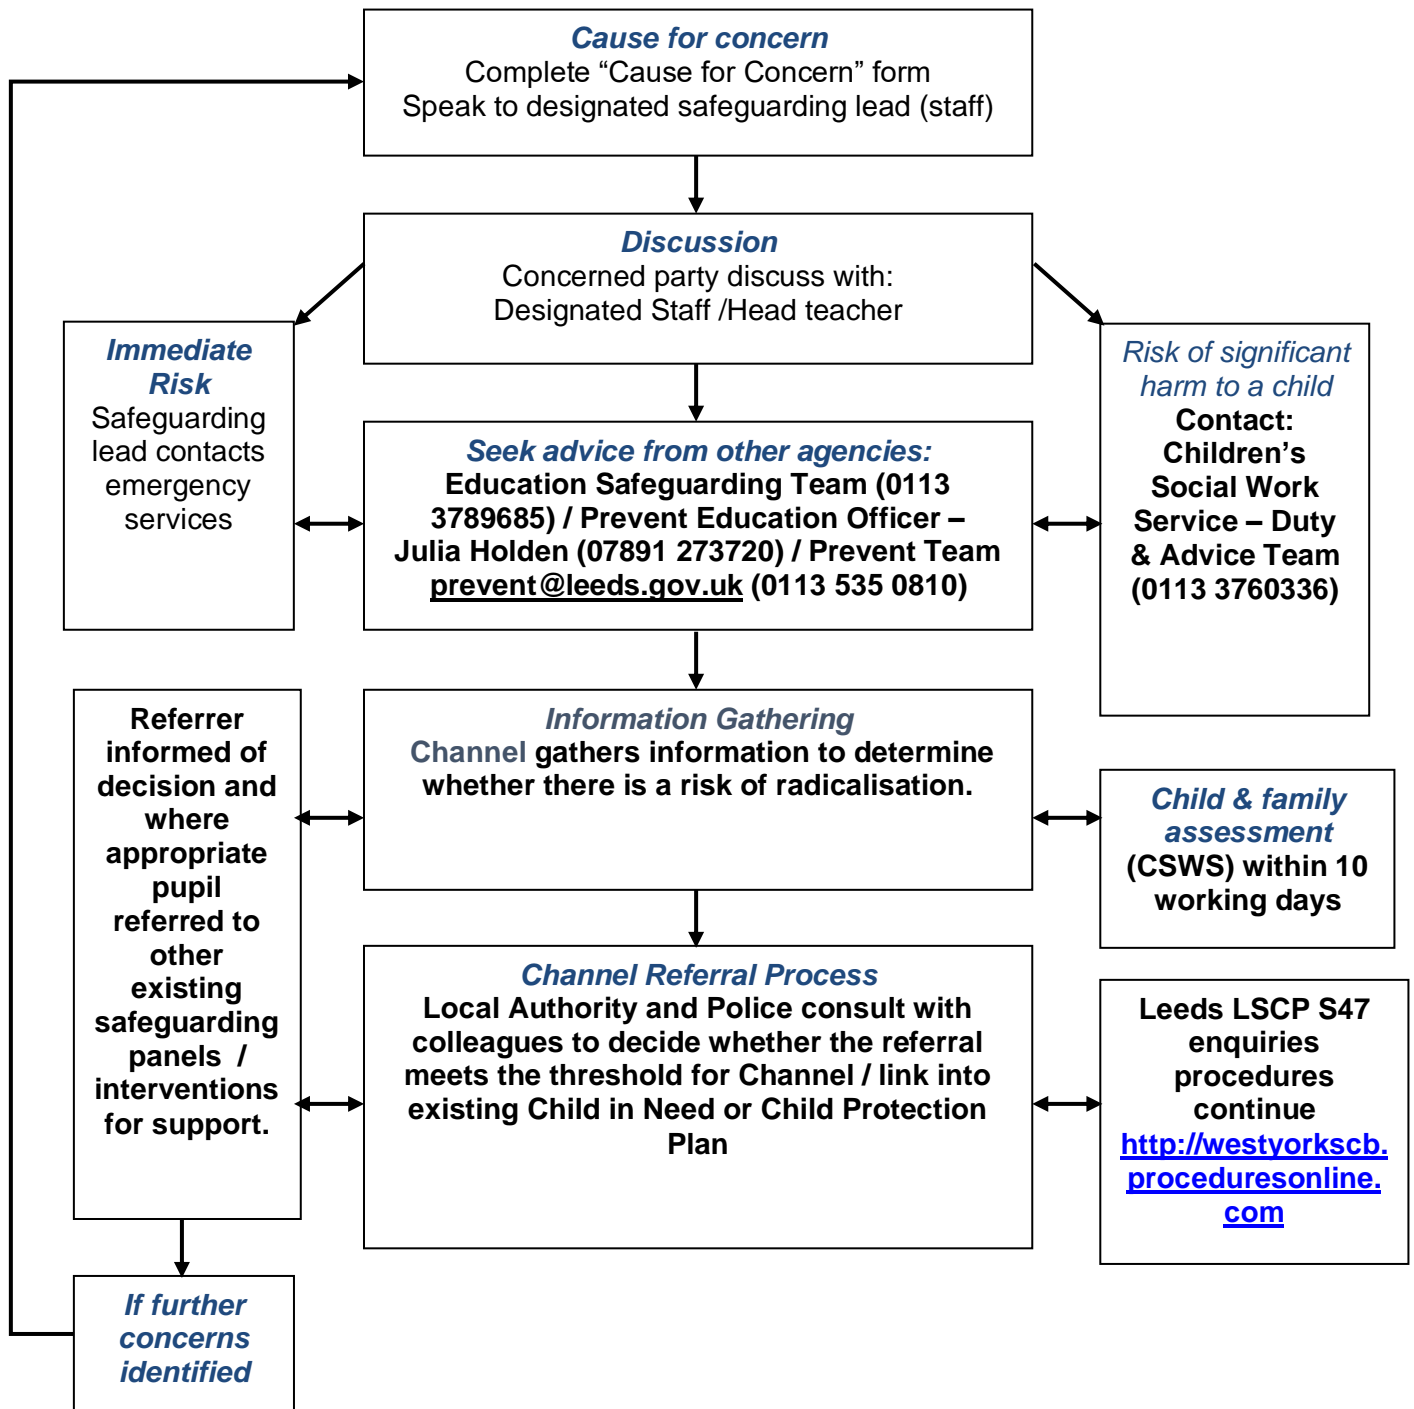 Cause for concern
Complete “Cause for Concern” form
Speak to designated safeguarding lead (staff)
Discussion
Concerned party discuss with:
Designated Staff /Head teacher
Immediate
Risk
Safeguarding
lead contacts
emergency
services
Seek advice from other agencies:
Education Safeguarding Team (0113
3789685) / Prevent Education Officer –
Julia Holden (07891 273720) / Prevent Team
prevent@leeds.gov.uk (0113 535 0810)
Risk of significant
harm to a child
Contact:
Children’s
Social Work
Service – Duty
& Advice Team
(0113 3760336)
Referrer
informed of
decision and
where
appropriate
pupil
referred to
other
existing
safeguarding
panels /
interventions
for support.
Information Gathering
Channel gathers information to determine
whether there is a risk of radicalisation.
Child & family
assessment
(CSWS) within 10
working days
Channel Referral Process
Local Authority and Police consult with
colleagues to decide whether the referral
meets the threshold for Channel / link into
existing Child in Need or Child Protection
Plan
Leeds LSCP S47
enquiries
procedures
continue
http://westyorkscb.
proceduresonline.
com
If further
concerns
identified